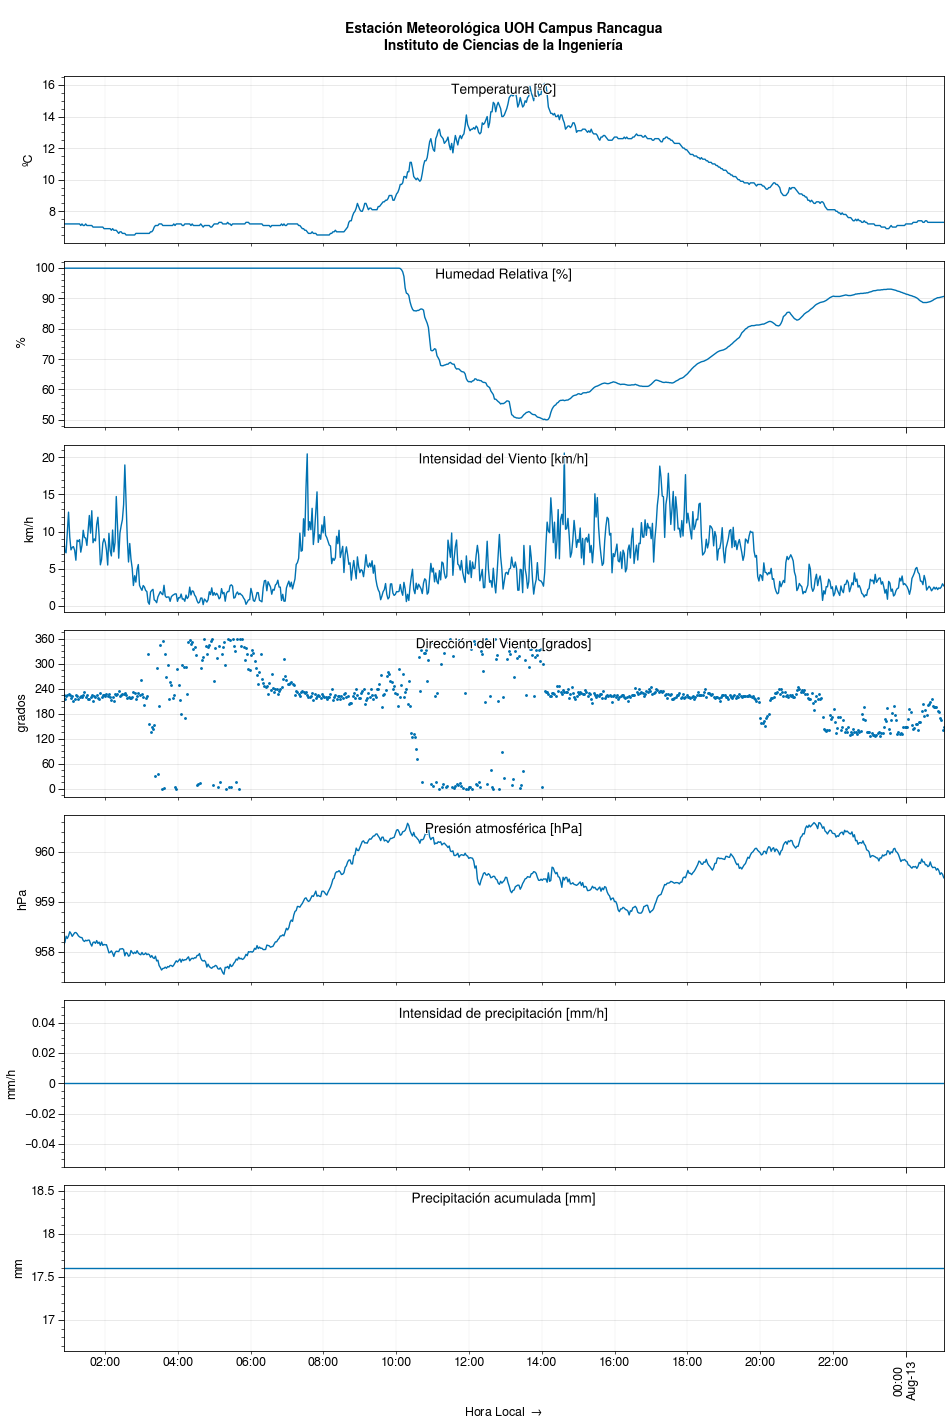 Estación Meteorológica UOH Campus Rancagua
Instituto de Ciencias de la Ingeniería
Temperatura [ºC]
ºC
16
14
12
10
8
Humedad Relativa [%]
%
100
90
80
70
60
50
Intensidad del Viento [km/h]
km/h
20
15
10
5
0
Dirección del Viento [grados]
grados
360
300
240
180
120
60
0
Presión atmosférica [hPa]
hPa
960
959
958
Intensidad de precipitación [mm/h]
mm/h
0.04
0.02
0
−0.02
−0.04
Precipitación acumulada [mm]
mm
18.5
18
17.5
17
02:00 04:00 06:00 08:00 10:00 12:00 14:00 16:00 18:00 20:00 22:00 00:00
Aug-13
Hora Local →